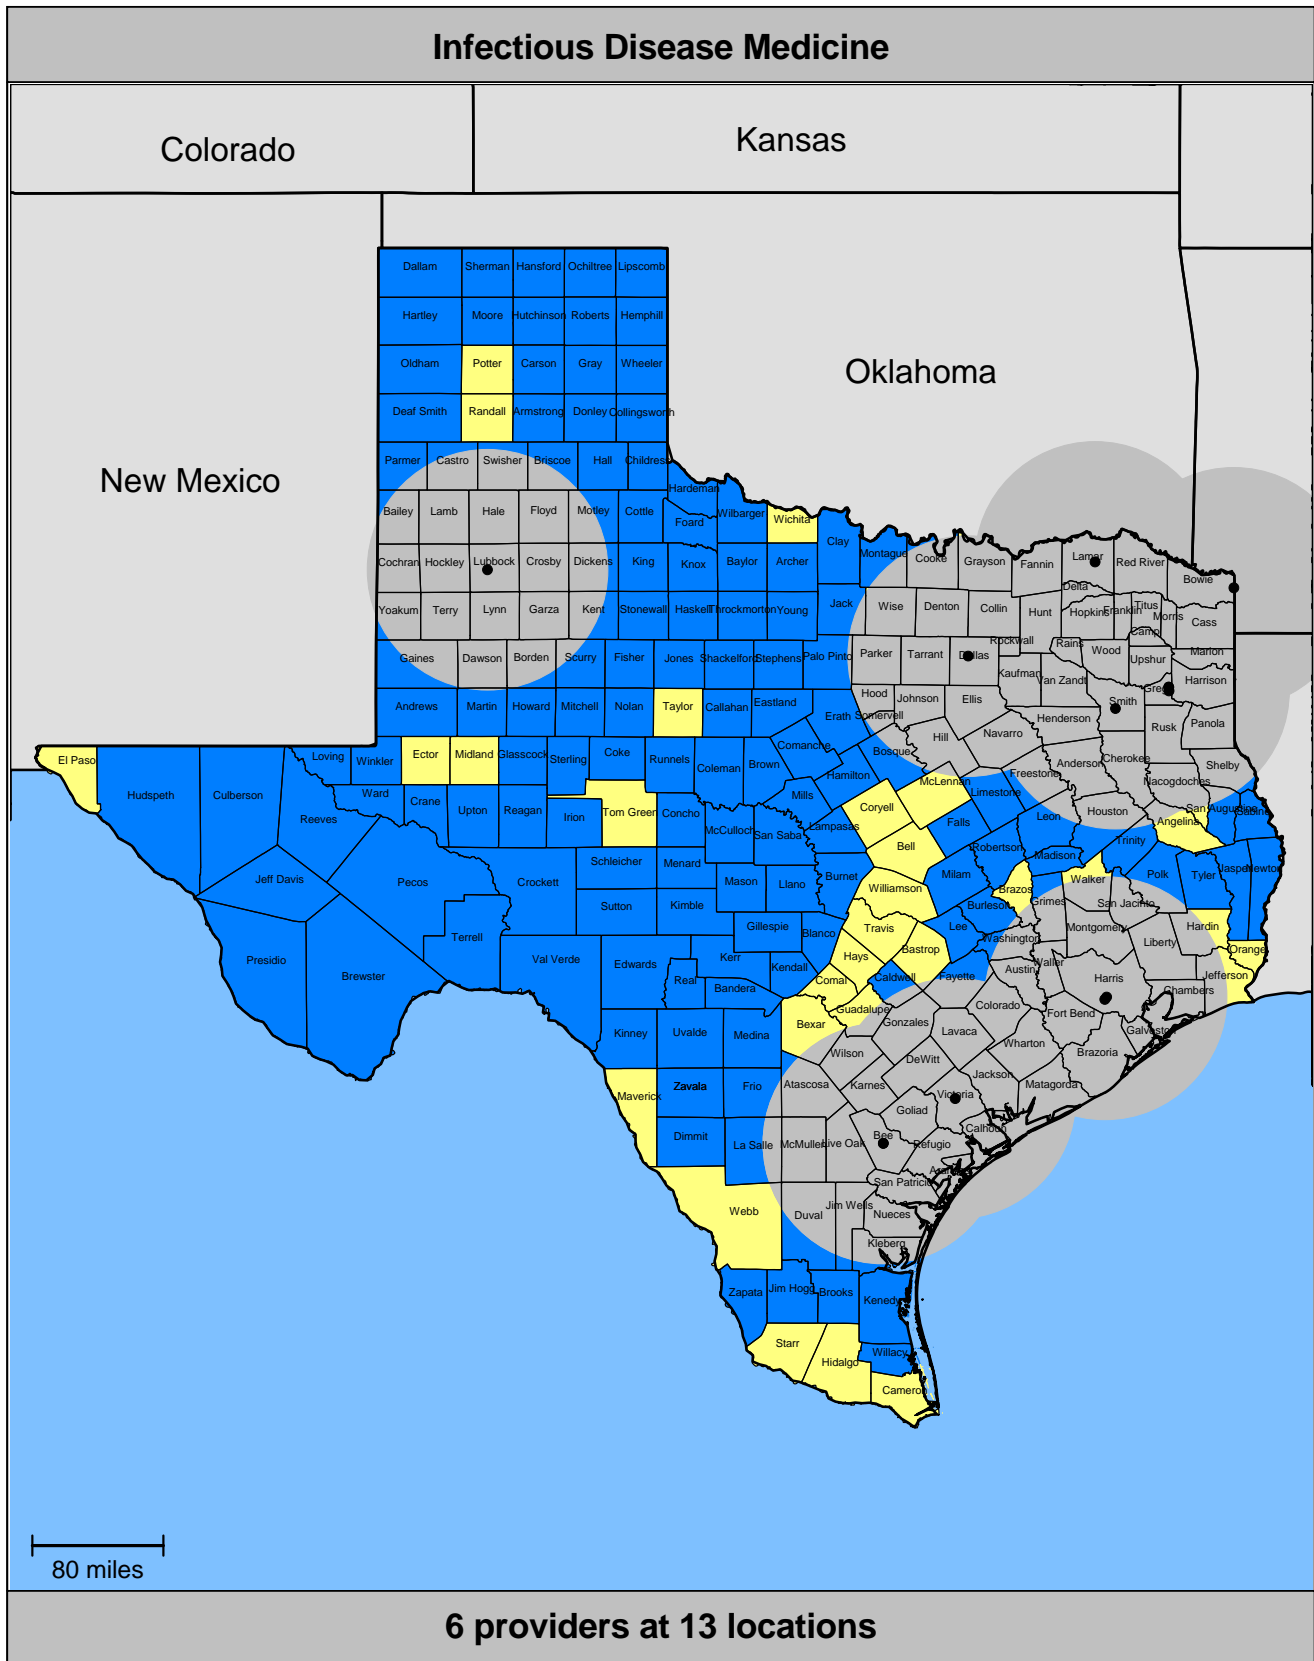 Infectious Disease Medicine
Colorado
Kansas
Dallam Sherman Hansford Ochiltree Lipscomb
Hartley Moore Hutchinson Roberts Hemphill
Oldham Potter Carson Gray Wheeler
Oklahoma
Deaf Smith Randall Armstrong Donley Collingsworth
New Mexico
Parmer Castro Swisher Briscoe Hall Childress
Hardeman
Bailey Lamb Hale Floyd Motley Cottle Foard Wilbarger Wichita
Clay Montague Cooke Grayson Fannin Lamar Red River Bowie
Cochran Hockley Lubbock Crosby Dickens King Knox Baylor Archer
Delta Titus Morris
Yoakum Terry Lynn Garza Kent Stonewall Haskell Throckmorton Young Jack Wise Denton Collin Hunt Hopkins Franklin Cass
Camp
Rockwall Rains Wood Upshur Marion
Gaines Dawson Borden Scurry Fisher Jones Shackelford Stephens Palo Pinto Parker Tarrant Dallas
Kaufman Van Zandt Smith Harrison
Andrews Martin Howard Mitchell Nolan Taylor Callahan Eastland Erath Hood Somervell Johnson Ellis Henderson Rusk Panola
Hill Navarro
El Paso Hudspeth Culberson Loving Winkler Ector Midland Glasscock Sterling Coke Runnels Coleman Brown Comanche Hamilton Bosque Freestone Anderson Cherokee Shelby
Nacogdoches
Reeves Ward Crane Upton Reagan Irion Tom Green Concho McCulloch San Saba Mills Lampasas Coryell McLennan Limestone Falls Leon Houston Angelina San Augustine Sabine
Jeff Davis Pecos Crockett Schleicher Menard Mason Llano Burnet Bell Robertson Madison Trinity
Milam Brazos Walker Polk Tyler Newton
Sutton Kimble Williamson Burleson Grimes San Jacinto
Presidio Brewster Terrell Val Verde Edwards Gillespie Blanco Travis Lee Washington Montgomery Liberty Hardin Orange
Kerr Kendall Hays Bastrop Austin Waller Harris Jefferson
Real Bandera Comal Caldwell Fayette Chambers
Guadalupe Gonzales Colorado Fort Bend
Kinney Uvalde Medina Bexar Lavaca Wharton Brazoria
Wilson DeWitt
Maverick Zavala Frio Atascosa Karnes Jackson Matagorda
Goliad Victoria
Dimmit La Salle McMullen Live Oak Bee Refugio Calhoun
San Patricio
Webb Duval Jim Wells Nueces
Kleberg
Zapata Jim Hogg Brooks Kenedy
Starr Hidalgo Willacy
Cameron
80 miles
6 providers at 13 locations